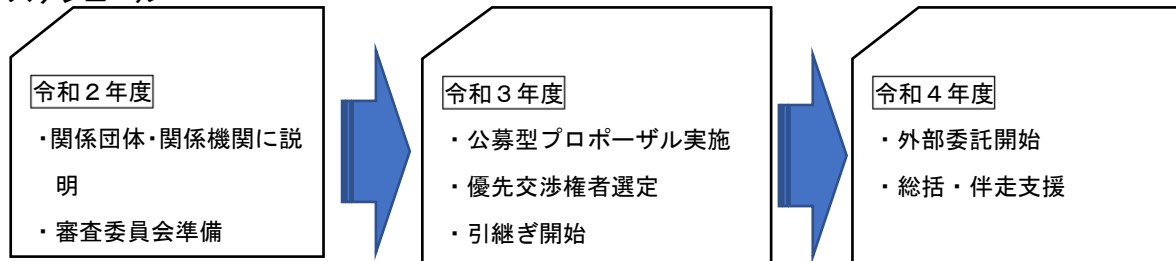 令和２年度
・関係団体・関係機関に説
明
・審査委員会準備
令和３年度
・公募型プロポーザル実施
・優先交渉権者選定
・引継ぎ開始
令和４年度
・外部委託開始
・総括・伴走支援